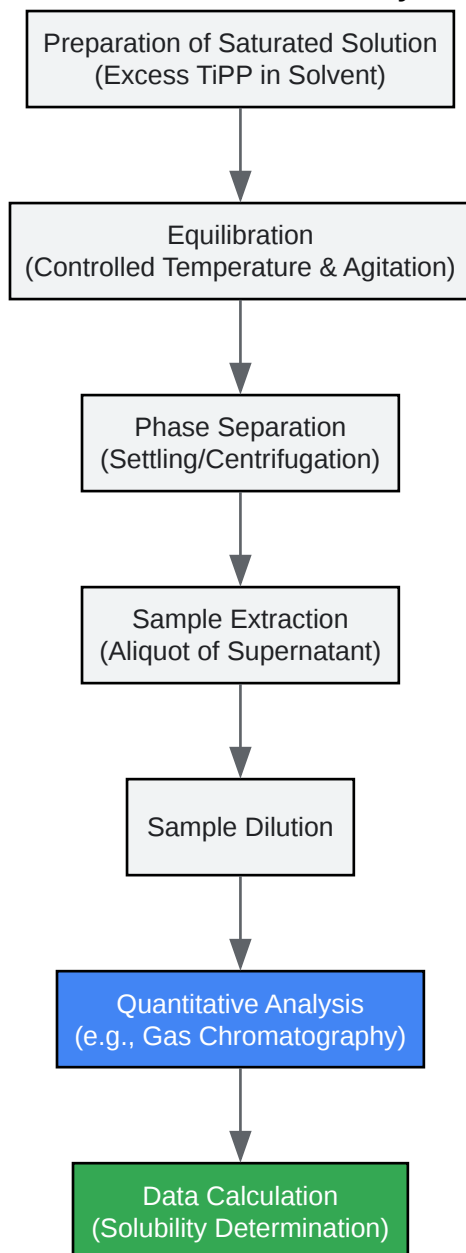 Preparation of Saturated Solution
(Excess TiPP in Solvent)
Equilibration
(Controlled Temperature & Agitation)
Phase Separation
(Settling/Centrifugation)
Sample Extraction
(Aliquot of Supernatant)
Sample Dilution
Quantitative Analysis
(e.g., Gas Chromatography)
Data Calculation
(Solubility Determination)